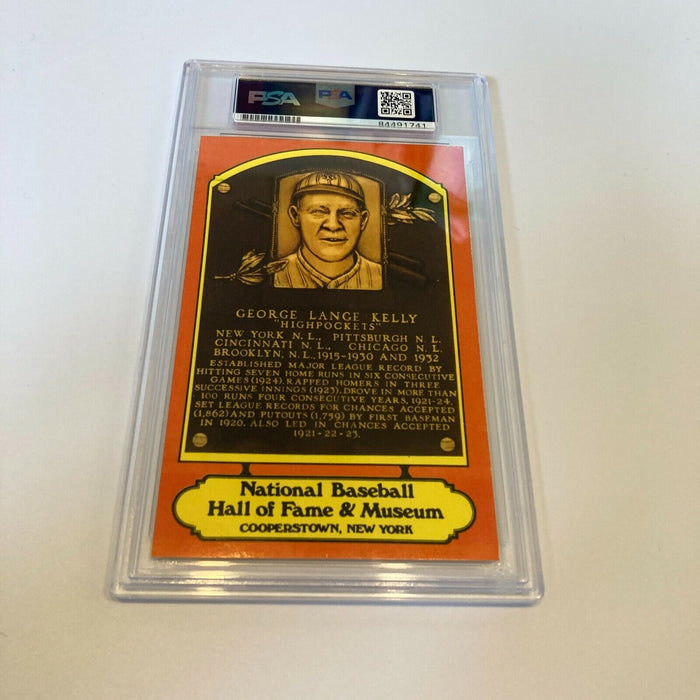 PSA
PSA
84491741
GEORGE LANGE KELLY
"HIGHPOCKETS"
NEW YORK N.L., PITTSBURGH N.L.
CINCINNATI N.L., CHICAGO N.L.
BROOKLYN, N.L., 1915-1930 AND 1932
ESTABLISHED MAJOR LEAGUE RECORD BY
HITTING SEVEN HOME RUNS IN SIX CONSECUTIVE
GAMES (1924). RAPPED HOMERS IN THREE
SUCCESSIVE INNINGS (1923). DROVE IN MORE THAN
100 RUNS FOUR CONSECUTIVE YEARS, 1921-24.
SET LEAGUE RECORDS FOR CHANCES ACCEPTED
(1,862) AND PUTOUTS (1,759) BY FIRST BASEMAN
IN 1920. ALSO LED IN CHANCES ACCEPTED
1921-22-23.
National Baseball
Hall of Fame & Museum
COOPERSTOWN, NEW YORK